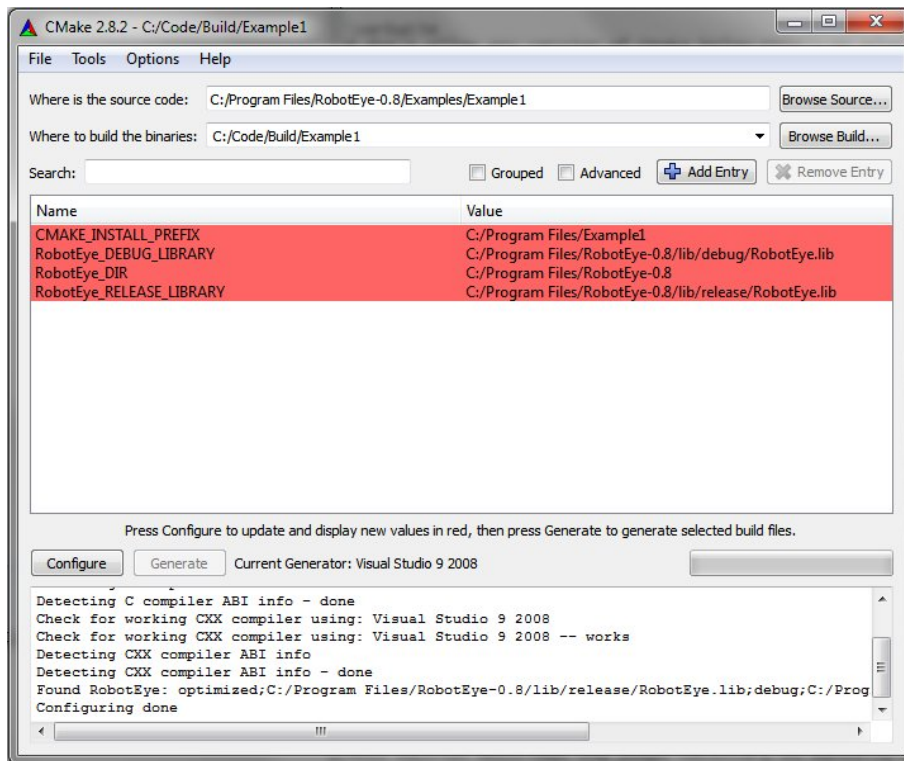 CMake 2.8.2 - C:/Code/Build/Example1
File Tools Options Help
Where is the source code: C:/Program Files/RobotEye-0.8/Examples/Example1 Browse Source...
Where to build the binaries: C:/Code/Build/Example1 Browse Build...
Search: Grouped Advanced Add Entry Remove Entry
Name Value
CMAKE_INSTALL_PREFIX C:/Program Files/Example1
RobotEye_DEBUG_LIBRARY C:/Program Files/RobotEye-0.8/lib/debug/RobotEye.lib
RobotEye_DIR C:/Program Files/RobotEye-0.8
RobotEye_RELEASE_LIBRARY C:/Program Files/RobotEye-0.8/lib/release/RobotEye.lib
Press Configure to update and display new values in red, then press Generate to generate selected build files.
Configure Generate Current Generator: Visual Studio 9 2008
Detecting C compiler ABI info - done
Check for working CXX compiler using: Visual Studio 9 2008
Check for working CXX compiler using: Visual Studio 9 2008 -- works
Detecting CXX compiler ABI info
Detecting CXX compiler ABI info - done
Found RobotEye: optimized;C:/Program Files/RobotEye-0.8/lib/release/RobotEye.lib;debug;C:/Prog
Configuring done